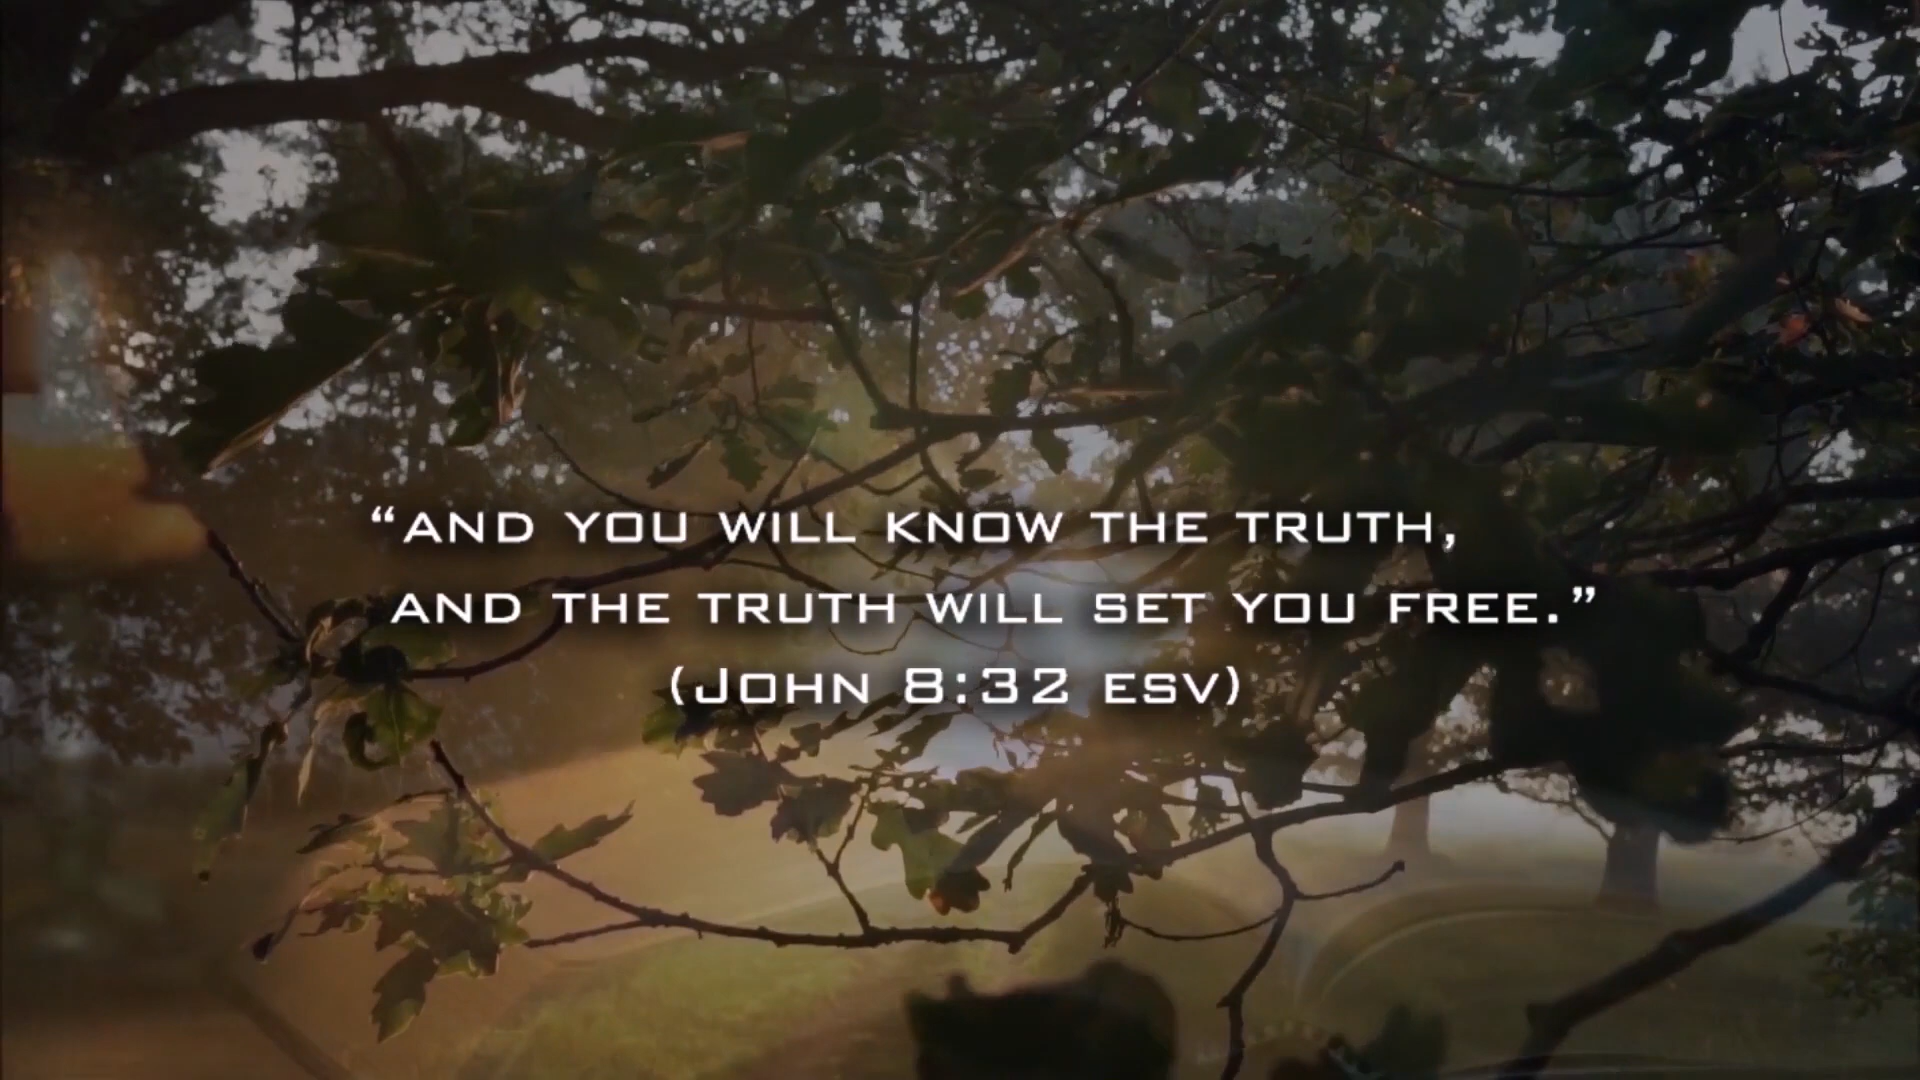 “AND YOU WILL KNOW THE TRUTH,
AND THE TRUTH WILL SET YOU FREE.”
(JOHN 8:32 ESV)